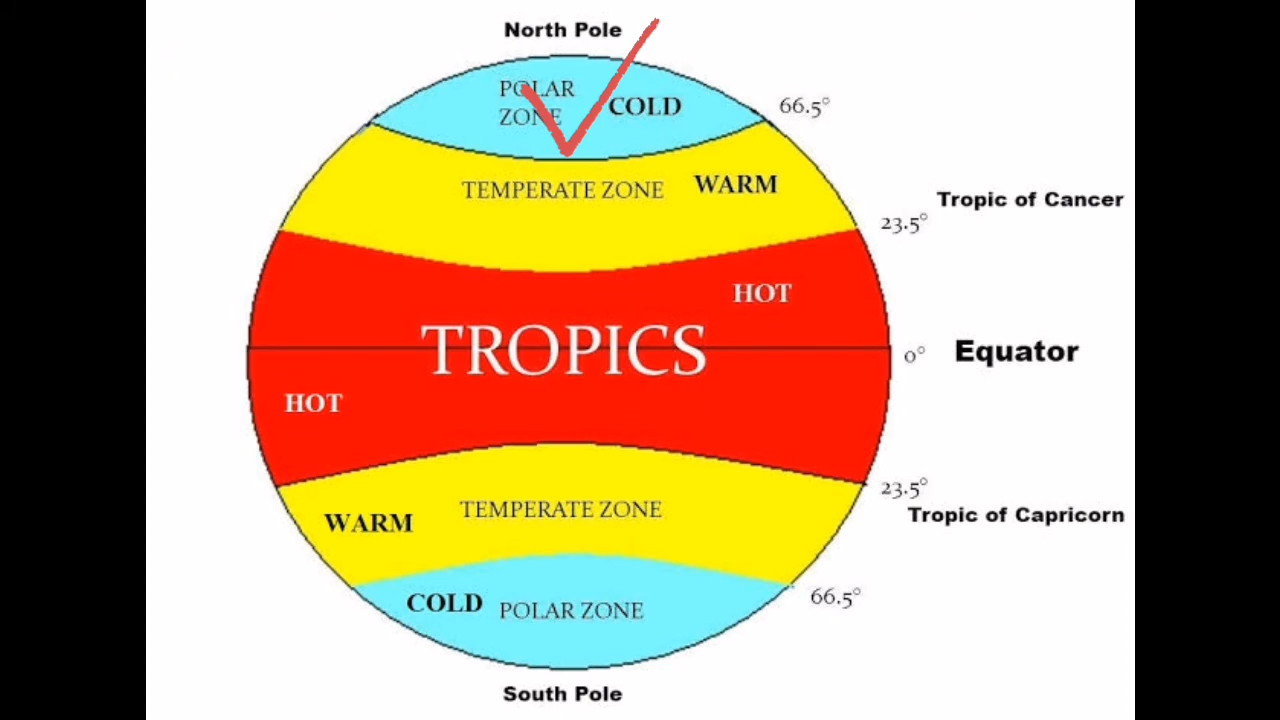 North Pole
POLAR
ZONE
COLD
66.5°
TEMPERATE ZONE
WARM
Tropic of Cancer
23.5°
HOT
TROPICS
0°
Equator
HOT
23.5°
Tropic of Capricorn
TEMPERATE ZONE
WARM
66.5°
COLD
POLAR ZONE
South Pole